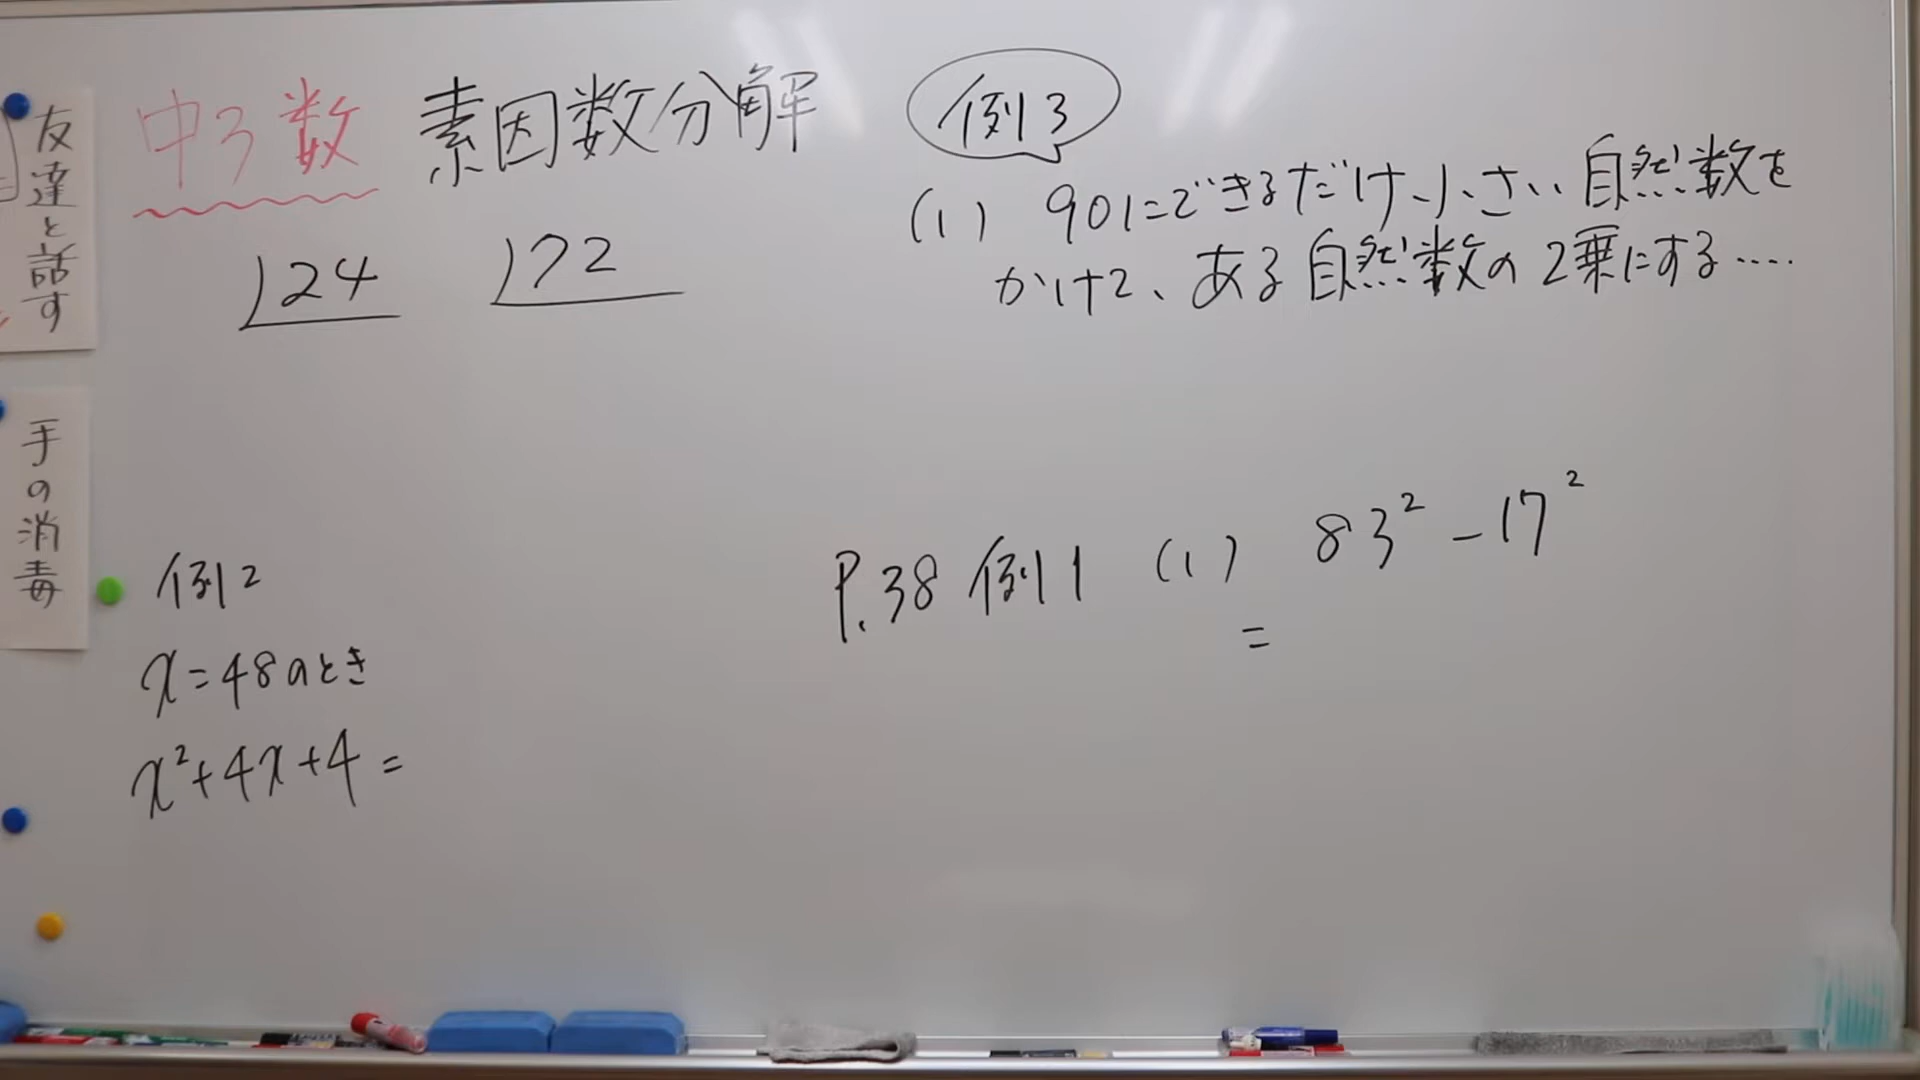 友達と話す
手の消毒
中3数 素因数分解
24
72
例3
(1) 90にできるだけ小さい自然数を
かけて、ある自然数の2乗にする....
例2
x=48のとき
x²+4x+4=
P.38 例1 (1) 83²-17²
=